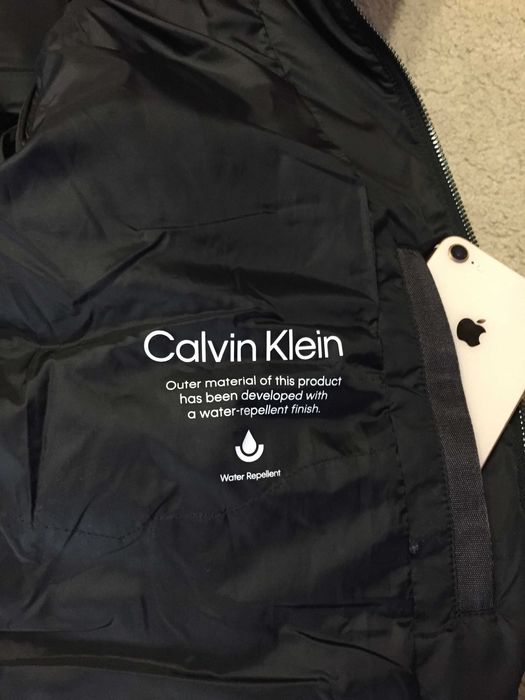 Calvin Klein
Outer material of this product
has been developed with
a water-repellent finish.
Water Repellent